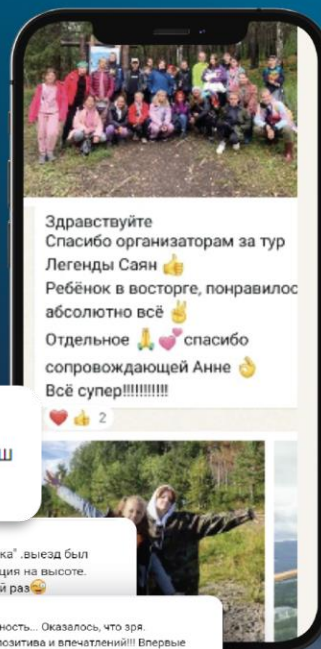 Здравствуйте
Спасибо организаторам за тур
Легенды Саян 👍
Ребёнок в восторге, понравилос
абсолютно всё ✌
Отдельное 🙏 💕 спасибо
сопровождающей Анне 👌
Всё супер!!!!!!!!!!!
❤ 👍 2
ш
ка" .выезд был
ция на высоте.
й раз😜
ность... Оказалось, что зря.
озитива и впечатлений!!! Впервые